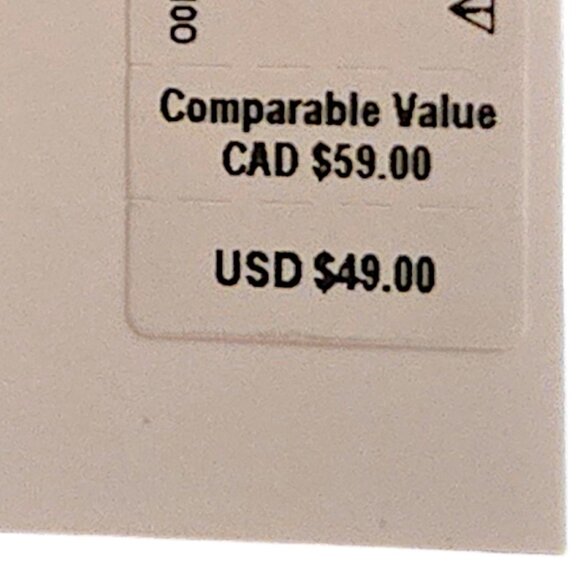 Comparable Value
CAD $59.00
USD $49.00